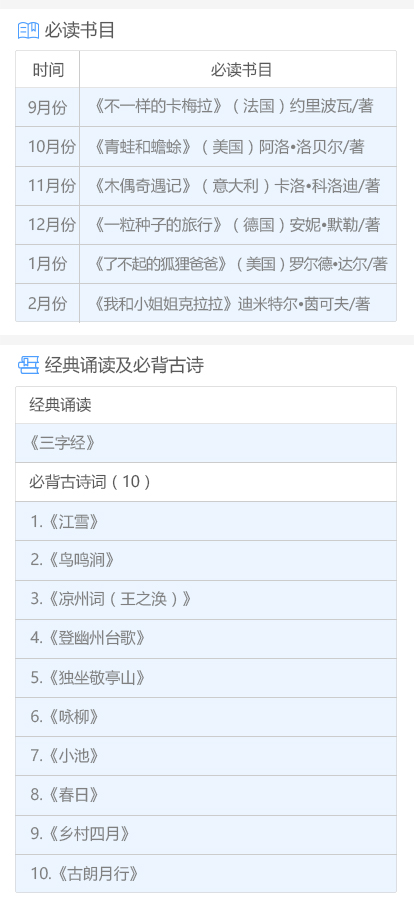 必读书目
时间 必读书目
9月份 《不一样的卡梅拉》（法国）约里波瓦/著
10月份 《青蛙和蟾蜍》（美国）阿洛•洛贝尔/著
11月份 《木偶奇遇记》（意大利）卡洛•科洛迪/著
12月份 《一粒种子的旅行》（德国）安妮•默勒/著
1月份 《了不起的狐狸爸爸》（美国）罗尔德•达尔/著
2月份 《我和小姐姐克拉拉》迪米特尔•茵可夫/著
经典诵读及必背古诗
经典诵读
《三字经》
必背古诗词（10）
1.《江雪》
2.《鸟鸣涧》
3.《凉州词（王之涣）》
4.《登幽州台歌》
5.《独坐敬亭山》
6.《咏柳》
7.《小池》
8.《春日》
9.《乡村四月》
10.《古朗月行》